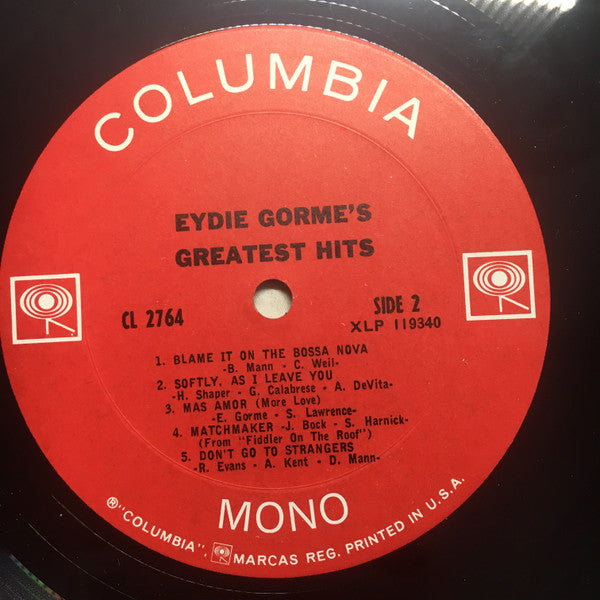 COLUMBIA
EYDIE GORME'S
GREATEST HITS
CL 2764
SIDE 2
XLP 119340
1. BLAME IT ON THE BOSSA NOVA
-B. Mann - C. Weil-
2. SOFTLY, AS I LEAVE YOU
-H. Shaper - G. Calabrese - A. DeVita-
3. MAS AMOR (More Love)
-E. Gorme - S. Lawrence-
4. MATCHMAKER -J. Bock - S. Harnick-
(From "Fiddler On The Roof")
5. DON'T GO TO STRANGERS
-R. Evans - A. Kent - D. Mann-
MONO
®"COLUMBIA", MARCAS REG. PRINTED IN U.S.A.